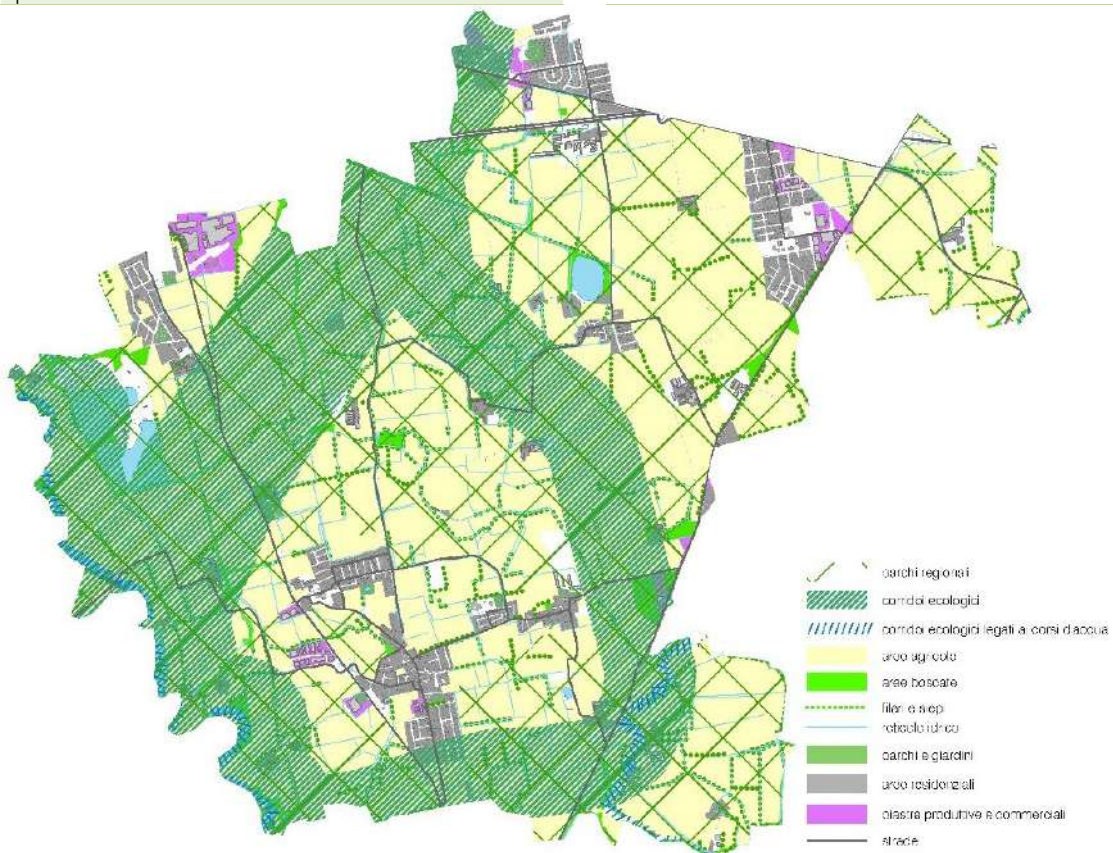 parchi regionali
corridoi ecologici
corridoi ecologici legati ai corsi d'acqua
aree agricole
aree boscate
filari e siepi
reticolo idrico
parchi e giardini
aree residenziali
piastre produttive e commerciali
strade